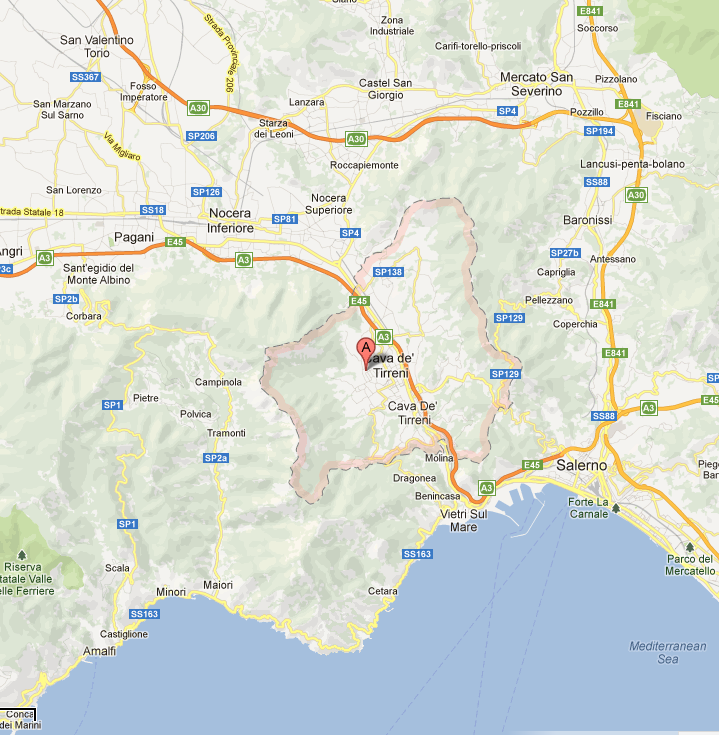 Zona
Industriale
E841
Soccorso
Strada Provinciale 206
San Valentino
Torio
Carifi-torello-priscoli
SS367
Fosso
Imperatore
Castel San
Giorgio
Mercato San
Severino
Pizzolano
San Marzano
Sul Sarno
A30
Lanzara
SP4
Pozzillo
E841
Fisciano
Starza
dei Leoni
SP206
A30
SP194
Via Migliaro
Roccapiemonte
Lancusi-penta-bolano
San Lorenzo
SP126
SS88
A30
Nocera
Superiore
Strada Statale 18
SS18
Nocera
Inferiore
SP81
Baronissi
SP4
Pagani
E45
Angri
A3
A3
SP27b
Antessano
3c
Sant'egidio del
Monte Albino
SP138
Capriglia
SP2b
E45
Pellezzano
E841
Corbara
SP129
Coperchia
A3
A
E841
Cava de'
Tirreni
SP129
Campinola
SP
Pietre
SP1
Cava De'
Tirreni
A3
E45
Polvica
SS88
Tramonti
SP2a
Molina
E45
Salerno
Dragonea
A3
Benincasa
Forte La
Carnale
Vietri Sul
Mare
SP1
SS163
Riserva
tatale Valle
elle Ferriere
Scala
Parco del
Mercatello
Maiori
Minori
Cetara
SS163
Castiglione
Amalfi
Mediterranean
Sea
Conca
dei Marini